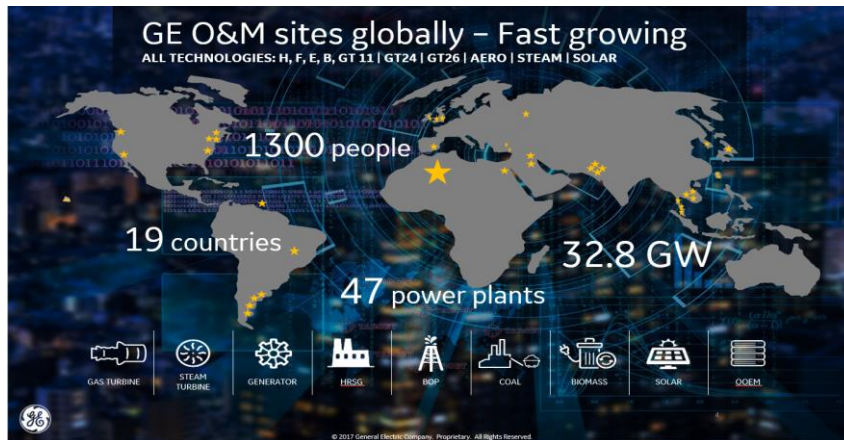 GE O&M sites globally – Fast growing
ALL TECHNOLOGIES: H, F, E, B, GT 11 | GT24 | GT26 | AERO | STEAM | SOLAR
1300 people
19 countries
32.8 GW
47 power plants
GAS TURBINE
STEAM
TURBINE
GENERATOR
HRSG
BOP
COAL
BIOMASS
SOLAR
OOEM
4
© 2017 General Electric Company. Proprietary. All Rights Reserved.